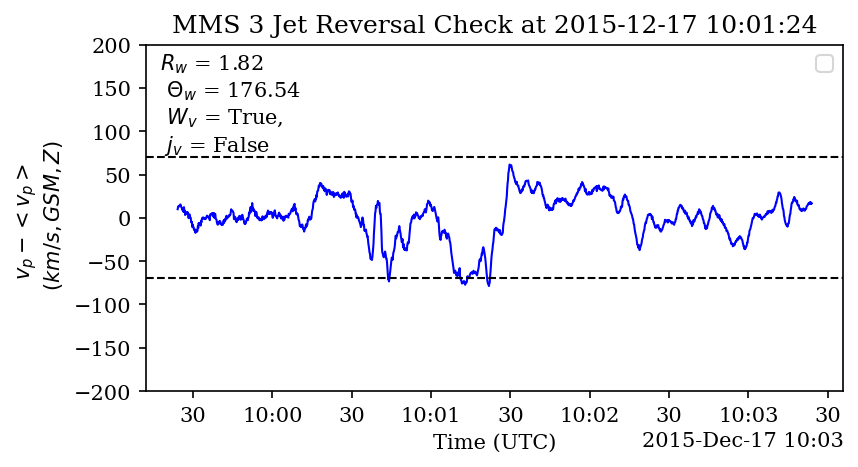 MMS 3 Jet Reversal Check at 2015-12-17 10:01:24
200
150
100
50
0
−50
−100
−150
−200
v_p − <v_p>
(km/s, GSM, Z)
R_w = 1.82
Θ_w = 176.54
W_v = True,
j_v = False
30 10:00 30 10:01 30 10:02 30 10:03 30
Time (UTC)
2015-Dec-17 10:03